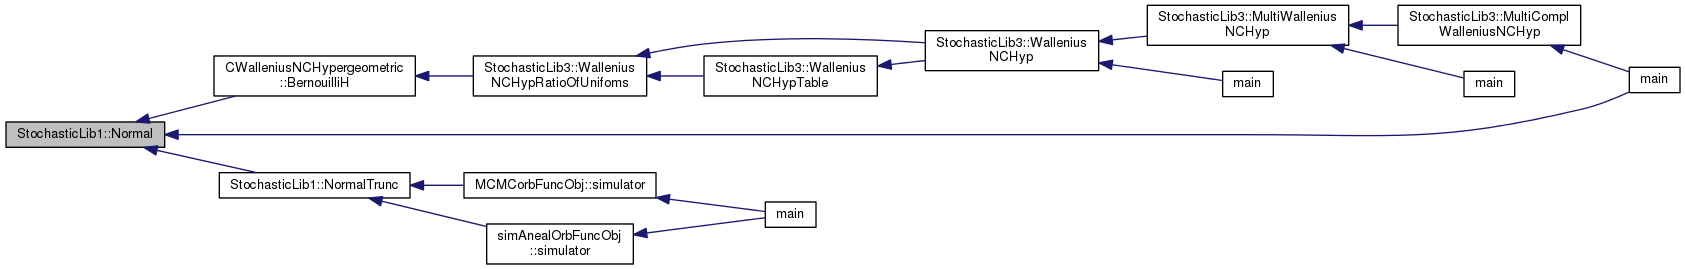 StochasticLib1::Normal
CWalleniusNCHypergeometric
::BernouilliH
StochasticLib3::Wallenius
NCHypRatioOfUnifoms
StochasticLib3::Wallenius
NCHypTable
StochasticLib3::Wallenius
NCHyp
StochasticLib3::MultiWallenius
NCHyp
StochasticLib3::MultiCompl
WalleniusNCHyp
main
main
main
StochasticLib1::NormalTrunc
MCMCorbFuncObj::simulator
simAnealOrbFuncObj
::simulator
main